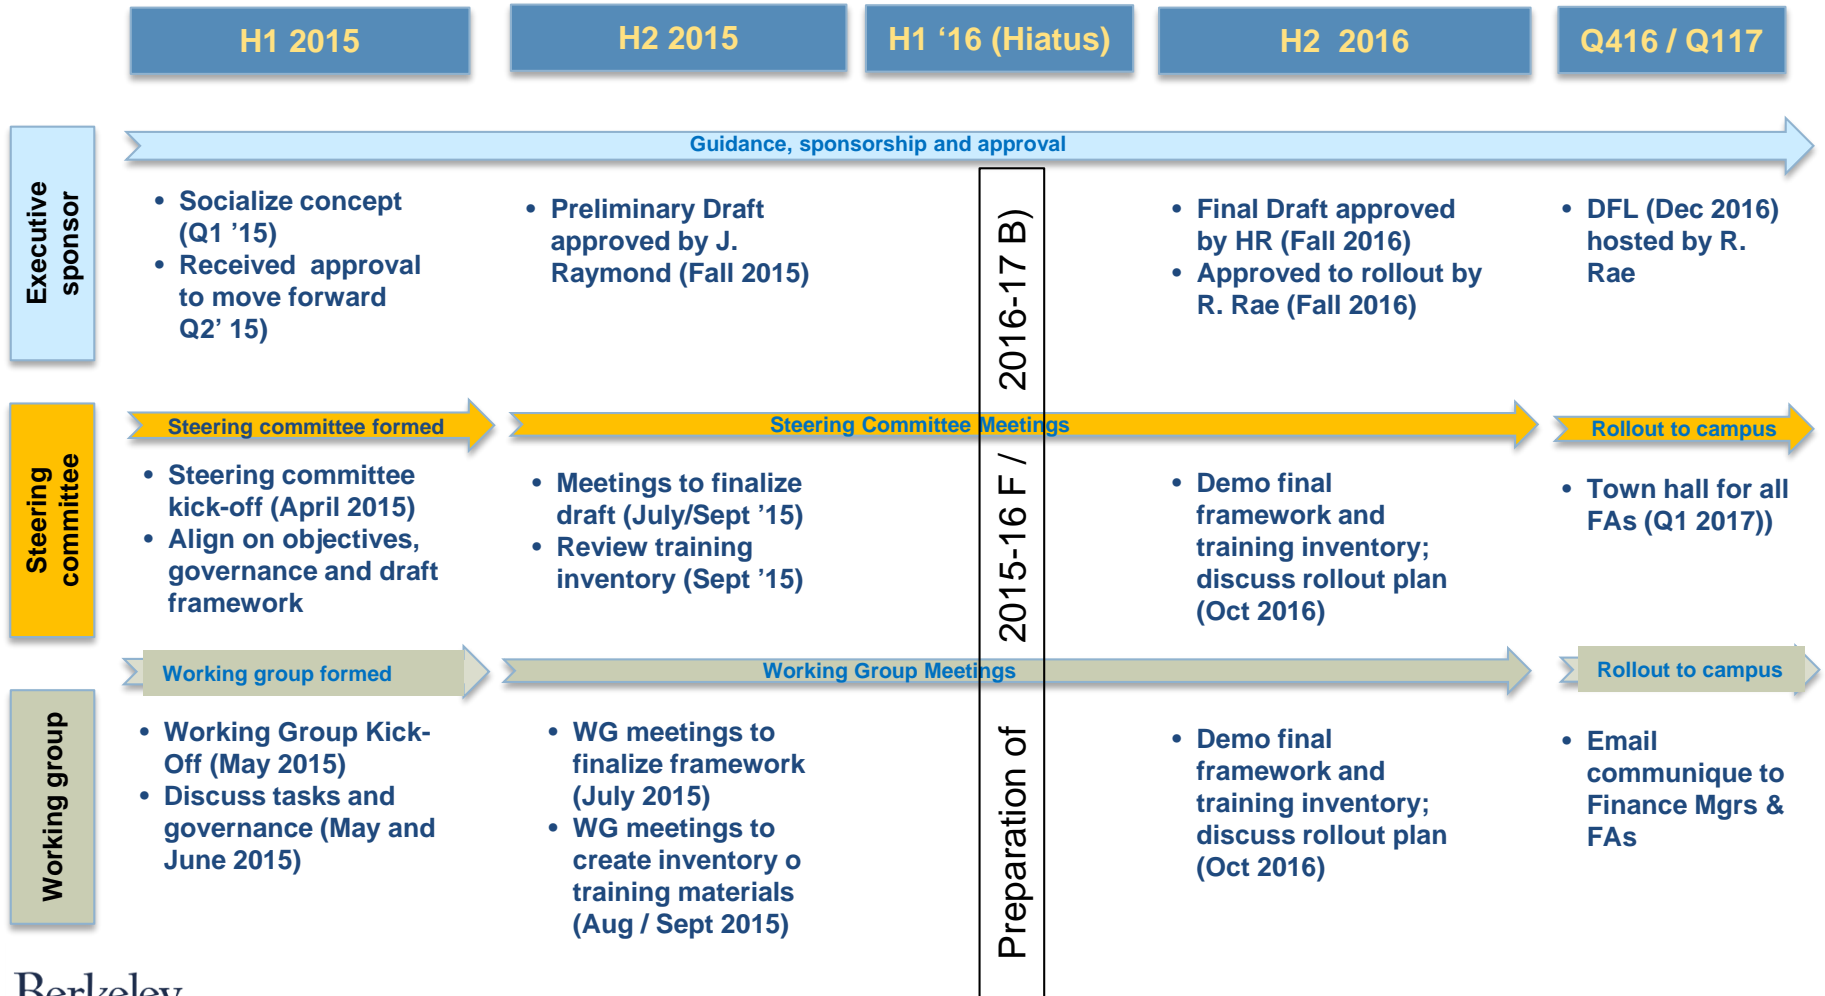 H1 2015
H2 2015
H1 ‘16 (Hiatus)
H2 2016
Q416 / Q117
Executive
sponsor
Guidance, sponsorship and approval
• Socialize concept
(Q1 ’15)
• Received approval
to move forward
Q2’ 15)
• Preliminary Draft
approved by J.
Raymond (Fall 2015)
• Final Draft approved
by HR (Fall 2016)
• Approved to rollout by
R. Rae (Fall 2016)
• DFL (Dec 2016)
hosted by R.
Rae
Preparation of 2015-16 F / 2016-17 B)
Steering
committee
Steering committee formed
Steering Committee Meetings
Rollout to campus
• Steering committee
kick-off (April 2015)
• Align on objectives,
governance and draft
framework
• Meetings to finalize
draft (July/Sept ’15)
• Review training
inventory (Sept ’15)
• Demo final
framework and
training inventory;
discuss rollout plan
(Oct 2016)
• Town hall for all
FAs (Q1 2017))
Working group
Working group formed
Working Group Meetings
Rollout to campus
• Working Group Kick-
Off (May 2015)
• Discuss tasks and
governance (May and
June 2015)
• WG meetings to
finalize framework
(July 2015)
• WG meetings to
create inventory o
training materials
(Aug / Sept 2015)
• Demo final
framework and
training inventory;
discuss rollout plan
(Oct 2016)
• Email
communique to
Finance Mgrs &
FAs
Berkeley